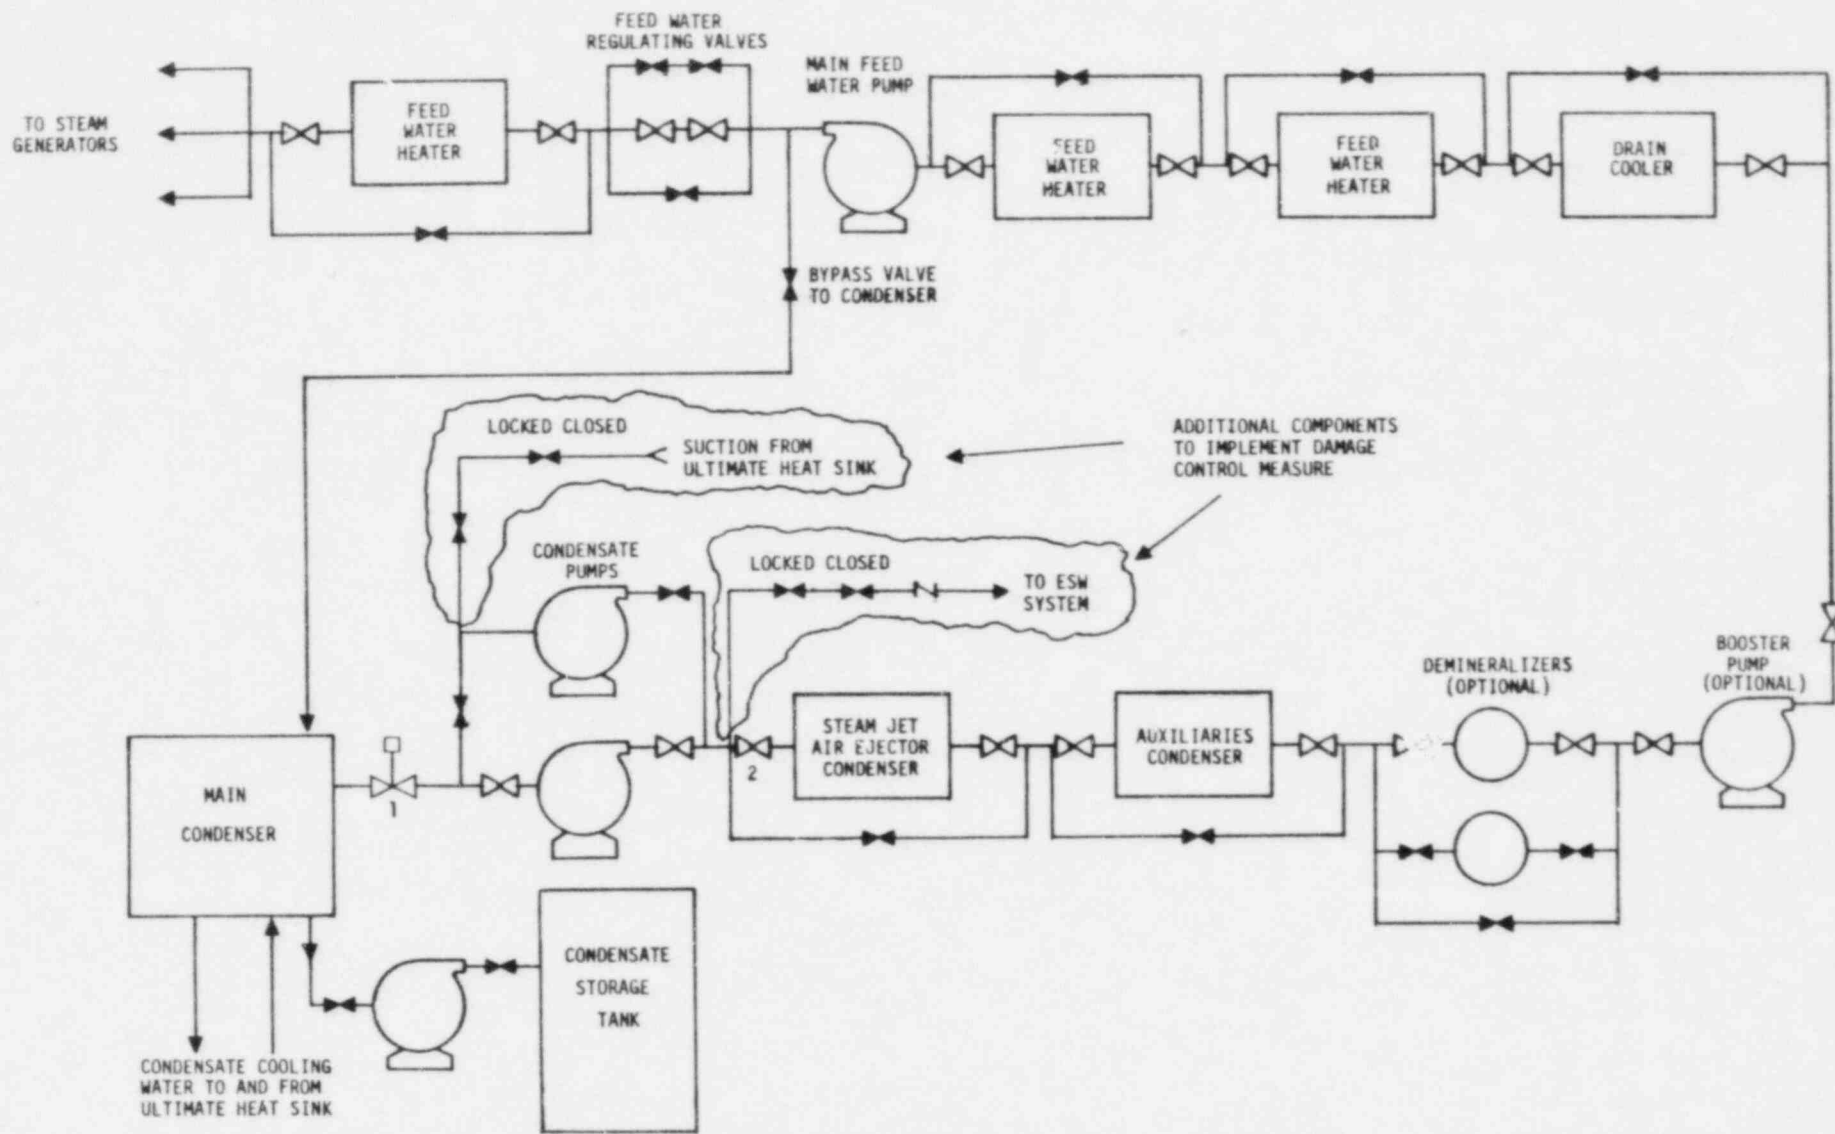 FEED WATER
REGULATING VALVES
MAIN FEED
WATER PUMP
TO STEAM
GENERATORS
FEED
WATER
HEATER
FEED
WATER
HEATER
FEED
WATER
HEATER
DRAIN
COOLER
BYPASS VALVE
TO CONDENSER
LOCKED CLOSED
SUCTION FROM
ULTIMATE HEAT SINK
ADDITIONAL COMPONENTS
TO IMPLEMENT DAMAGE
CONTROL MEASURE
CONDENSATE
PUMPS
LOCKED CLOSED
TO ESW
SYSTEM
BOOSTER
PUMP
(OPTIONAL)
DEMINERALIZERS
(OPTIONAL)
STEAM JET
AIR EJECTOR
CONDENSER
AUXILIARIES
CONDENSER
2
MAIN
CONDENSER
1
CONDENSATE
STORAGE
TANK
CONDENSATE COOLING
WATER TO AND FROM
ULTIMATE HEAT SINK